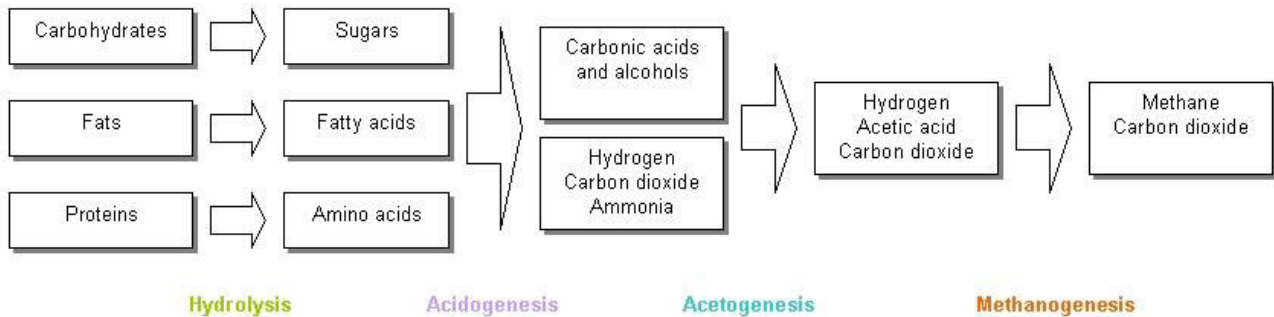 Carbohydrates
Sugars
Fats
Fatty acids
Proteins
Amino acids
Carbonic acids
and alcohols
Hydrogen
Carbon dioxide
Ammonia
Hydrogen
Acetic acid
Carbon dioxide
Methane
Carbon dioxide
Hydrolysis
Acidogenesis
Acetogenesis
Methanogenesis